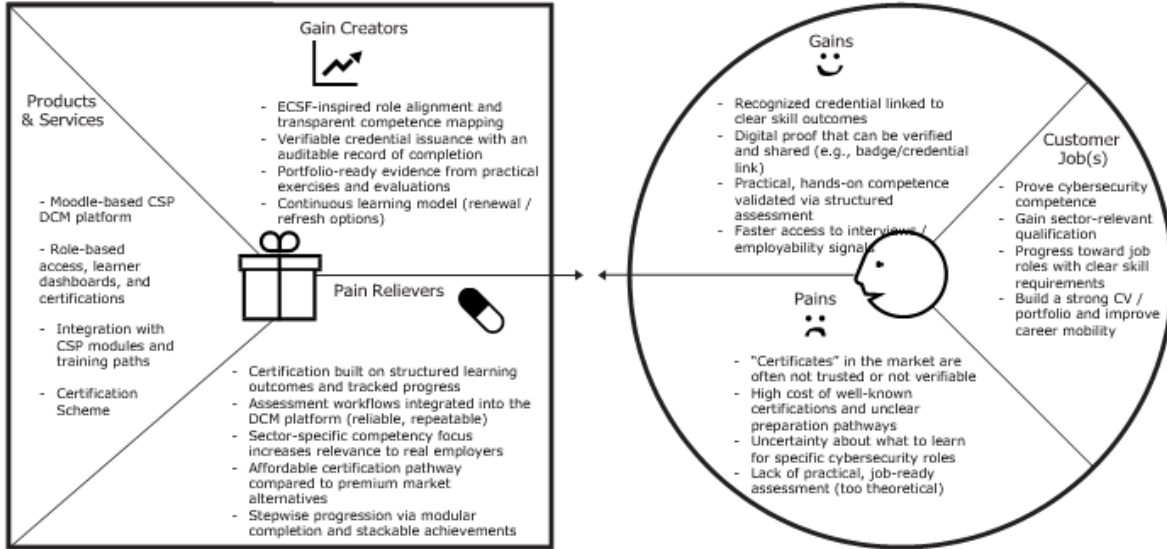 Gain Creators
- ECSF-inspired role alignment and
transparent competence mapping
- Verifiable credential issuance with an
auditable record of completion
- Portfolio-ready evidence from practical
exercises and evaluations
- Continuous learning model (renewal /
refresh options)
Products
& Services
- Moodle-based CSP
DCM platform
- Role-based
access, learner
dashboards, and
certifications
- Integration with
CSP modules and
training paths
- Certification
Scheme
Pain Relievers
- Certification built on structured learning
outcomes and tracked progress
- Assessment workflows integrated into the
DCM platform (reliable, repeatable)
- Sector-specific competency focus
increases relevance to real employers
- Affordable certification pathway
compared to premium market
alternatives
- Stepwise progression via modular
completion and stackable achievements
Gains
- Recognized credential linked to
clear skill outcomes
- Digital proof that can be verified
and shared (e.g., badge/credential
link)
- Practical, hands-on competence
validated via structured
assessment
- Faster access to interviews /
employability signals
Customer
Job(s)
- Prove cybersecurity
competence
- Gain sector-relevant
qualification
- Progress toward job
roles with clear skill
requirements
- Build a strong CV /
portfolio and improve
career mobility
Pains
- “Certificates” in the market are
often not trusted or not verifiable
- High cost of well-known
certifications and unclear
preparation pathways
- Uncertainty about what to learn
for specific cybersecurity roles
- Lack of practical, job-ready
assessment (too theoretical)